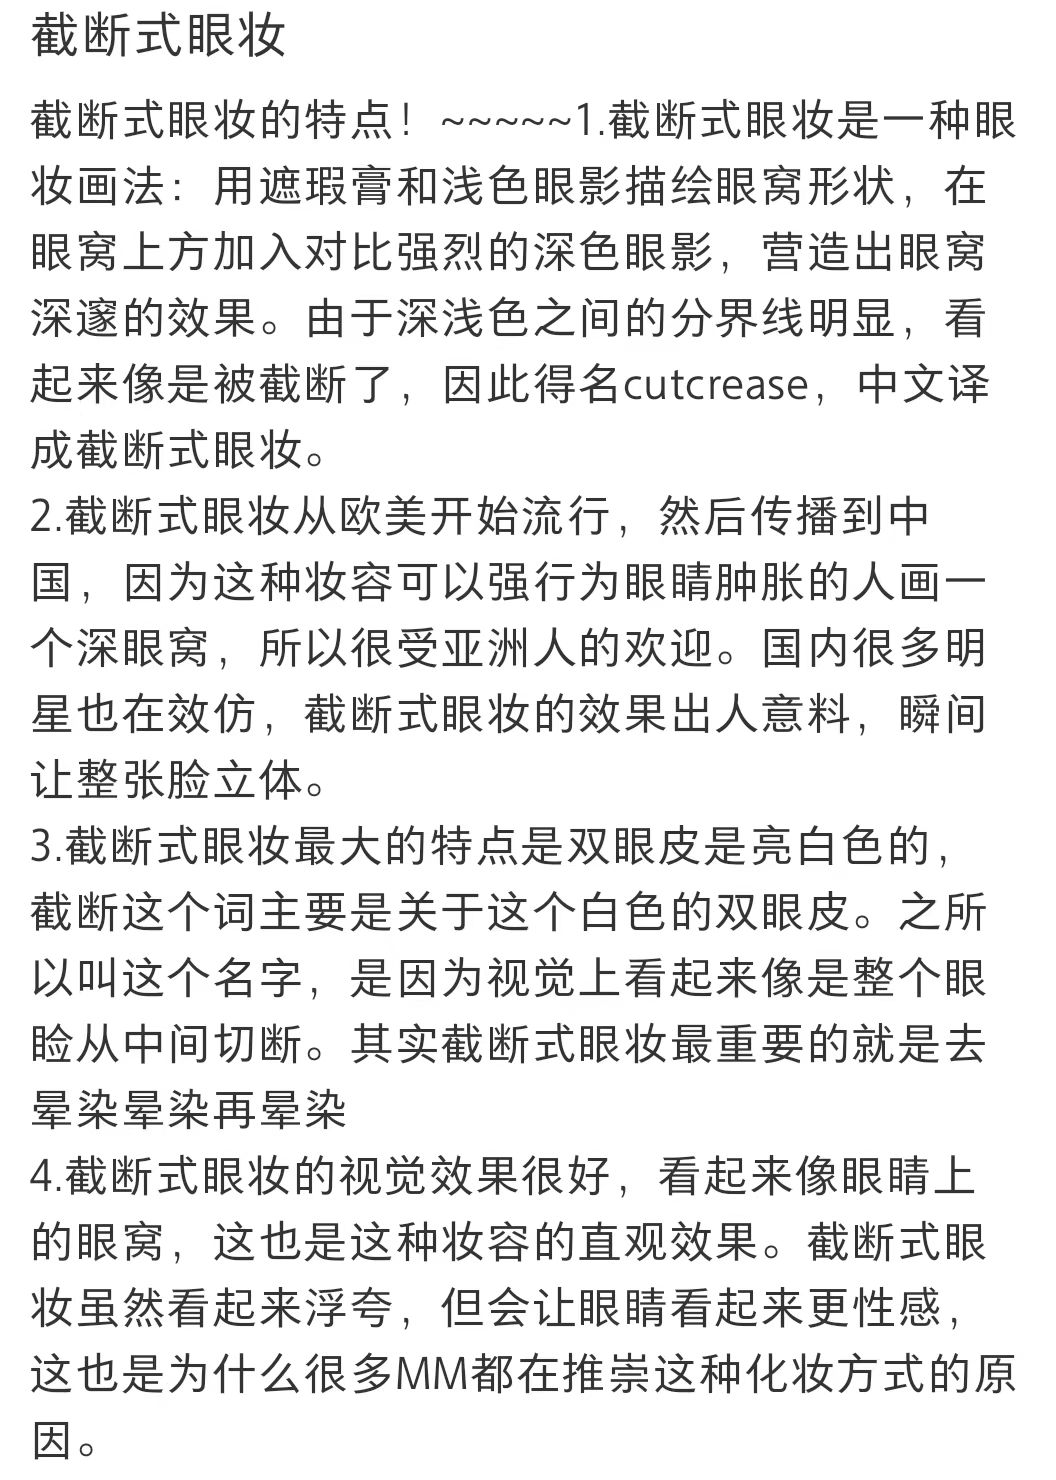 截断式眼妆
截断式眼妆的特点！~~~~~1.截断式眼妆是一种眼
妆画法：用遮瑕膏和浅色眼影描绘眼窝形状，在
眼窝上方加入对比强烈的深色眼影，营造出眼窝
深邃的效果。由于深浅色之间的分界线明显，看
起来像是被截断了，因此得名cutcrease，中文译
成截断式眼妆。
2.截断式眼妆从欧美开始流行，然后传播到中
国，因为这种妆容可以强行为眼睛肿胀的人画一
个深眼窝，所以很受亚洲人的欢迎。国内很多明
星也在效仿，截断式眼妆的效果出人意料，瞬间
让整张脸立体。
3.截断式眼妆最大的特点是双眼皮是亮白色的，
截断这个词主要是关于这个白色的双眼皮。之所
以叫这个名字，是因为视觉上看起来像是整个眼
睑从中间切断。其实截断式眼妆最重要的就是去
晕染晕染再晕染
4.截断式眼妆的视觉效果很好，看起来像眼睛上
的眼窝，这也是这种妆容的直观效果。截断式眼
妆虽然看起来浮夸，但会让眼睛看起来更性感，
这也是为什么很多MM都在推崇这种化妆方式的原
因。